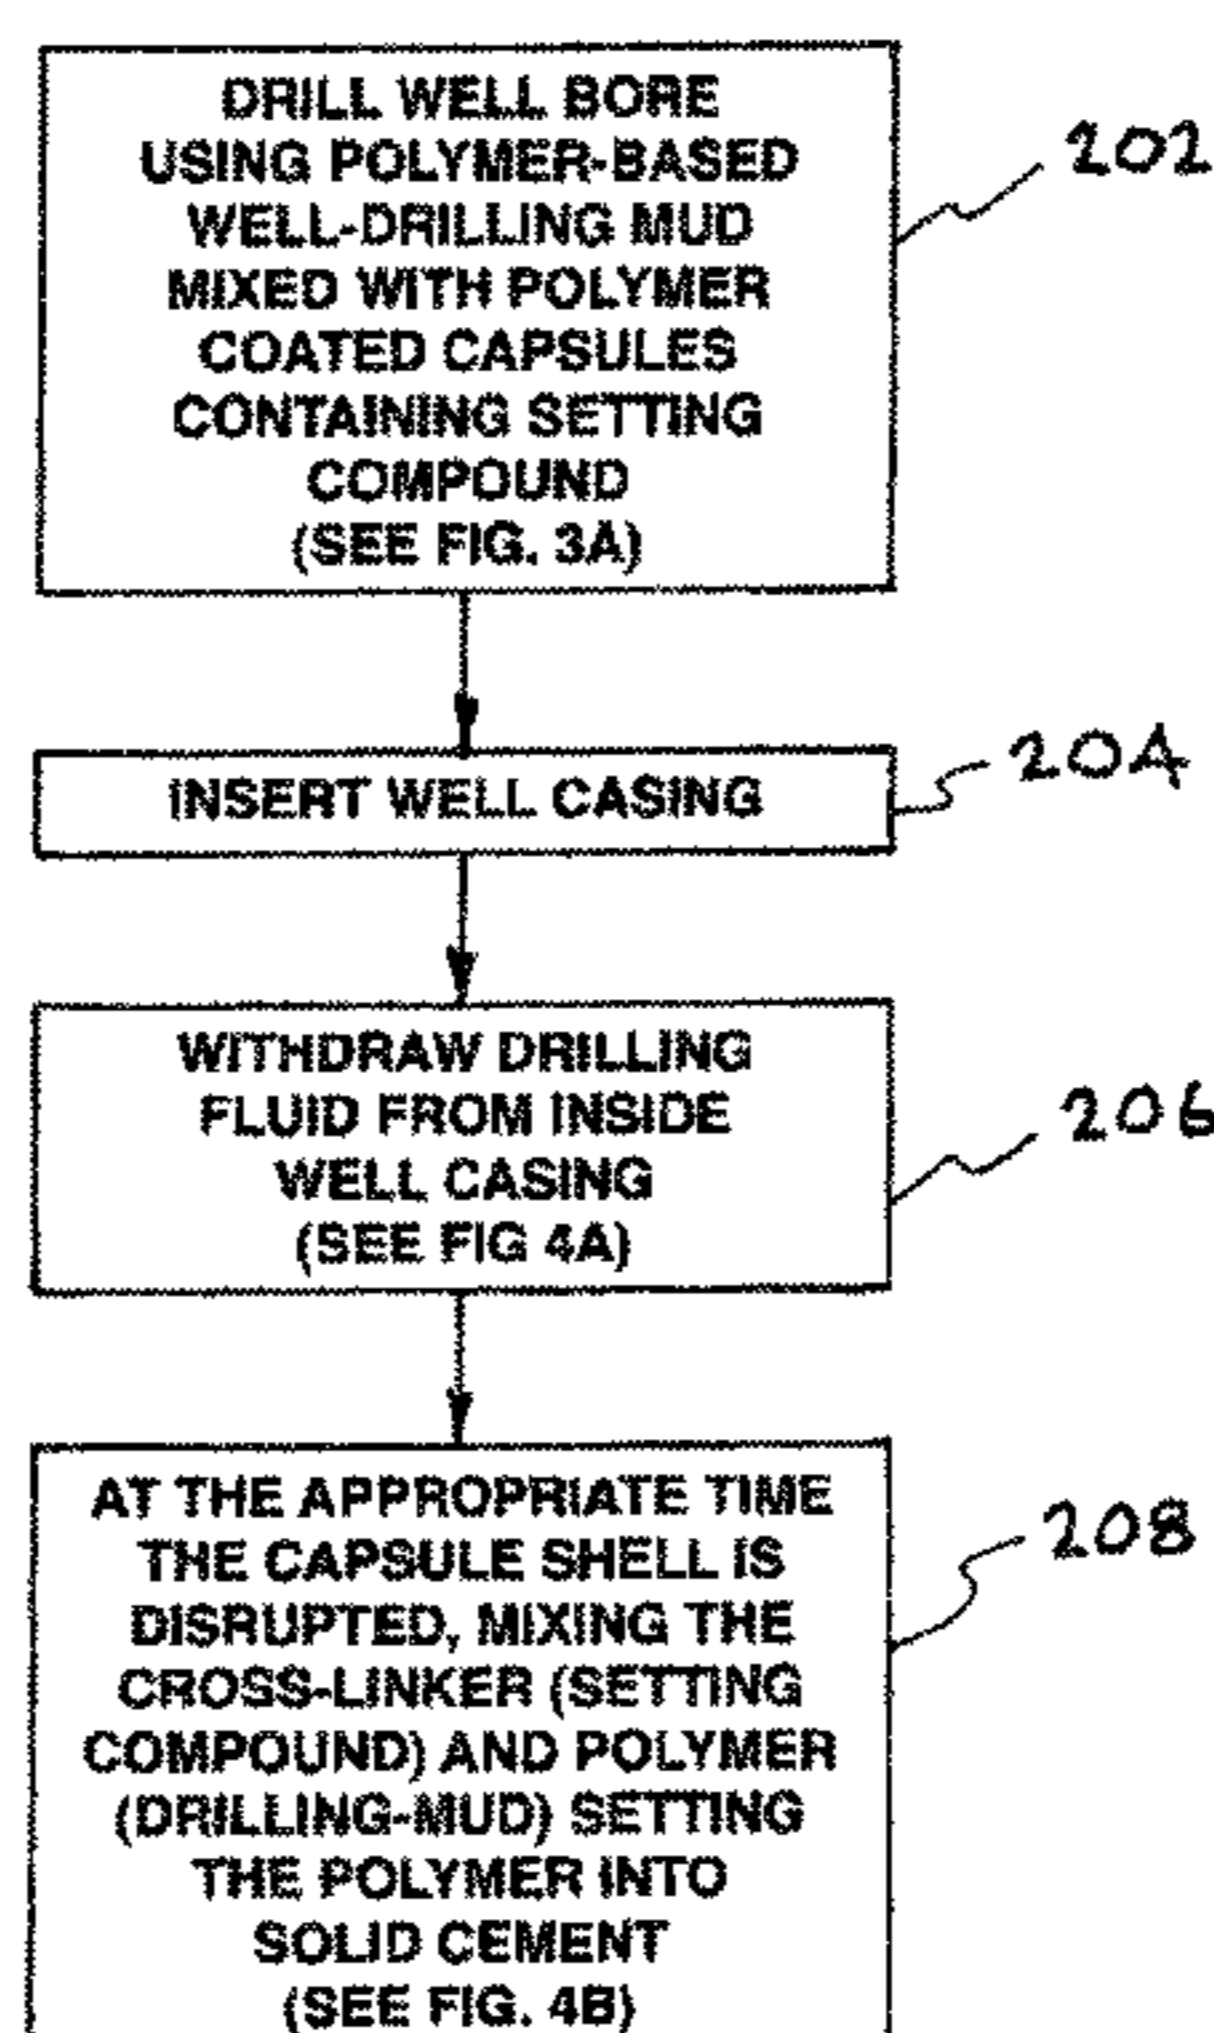 DRILL WELL BORE
USING POLYMER-BASED
WELL-DRILLING MUD
MIXED WITH POLYMER
COATED CAPSULES
CONTAINING SETTING
COMPOUND
(SEE FIG. 3A)
202
INSERT WELL CASING
204
WITHDRAW DRILLING
FLUID FROM INSIDE
WELL CASING
(SEE FIG 4A)
206
AT THE APPROPRIATE TIME
THE CAPSULE SHELL IS
DISRUPTED, MIXING THE
CROSS-LINKER (SETTING
COMPOUND) AND POLYMER
(DRILLING-MUD) SETTING
THE POLYMER INTO
SOLID CEMENT
(SEE FIG. 4B)
208